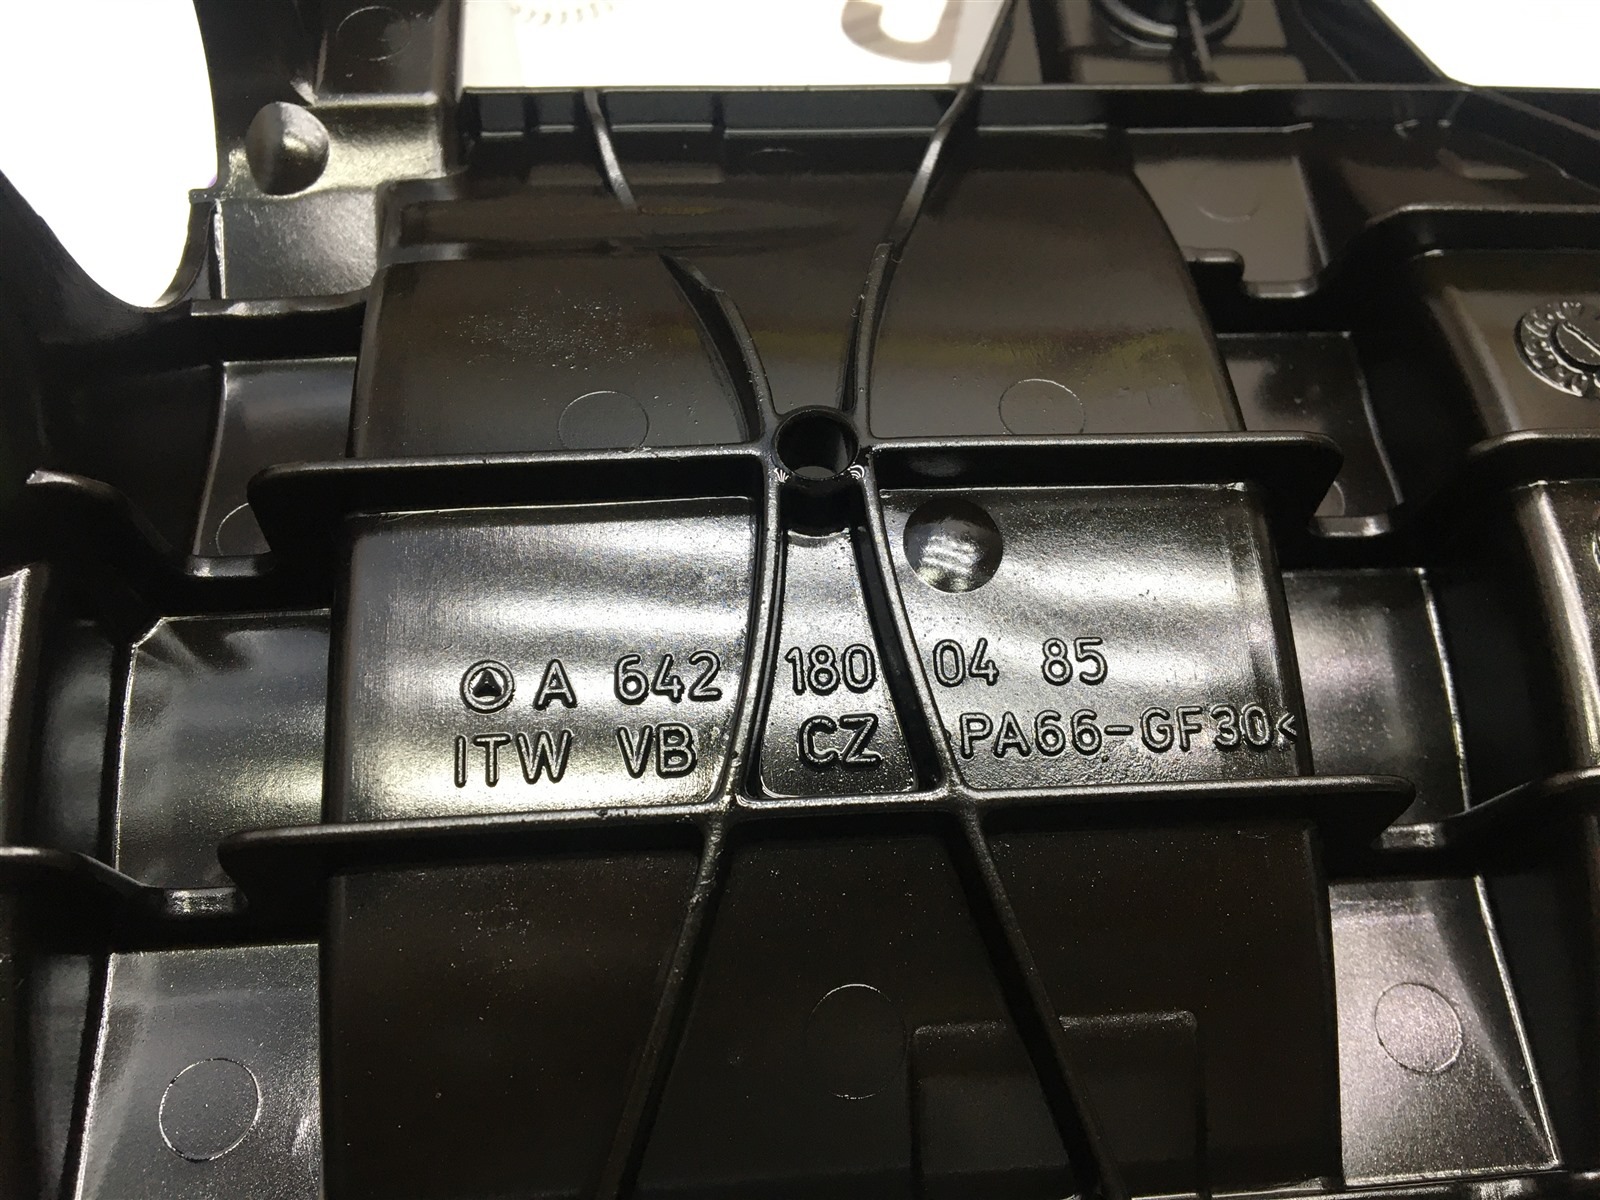 A 642 180 04 85
ITW VB CZ >PA66-GF30<